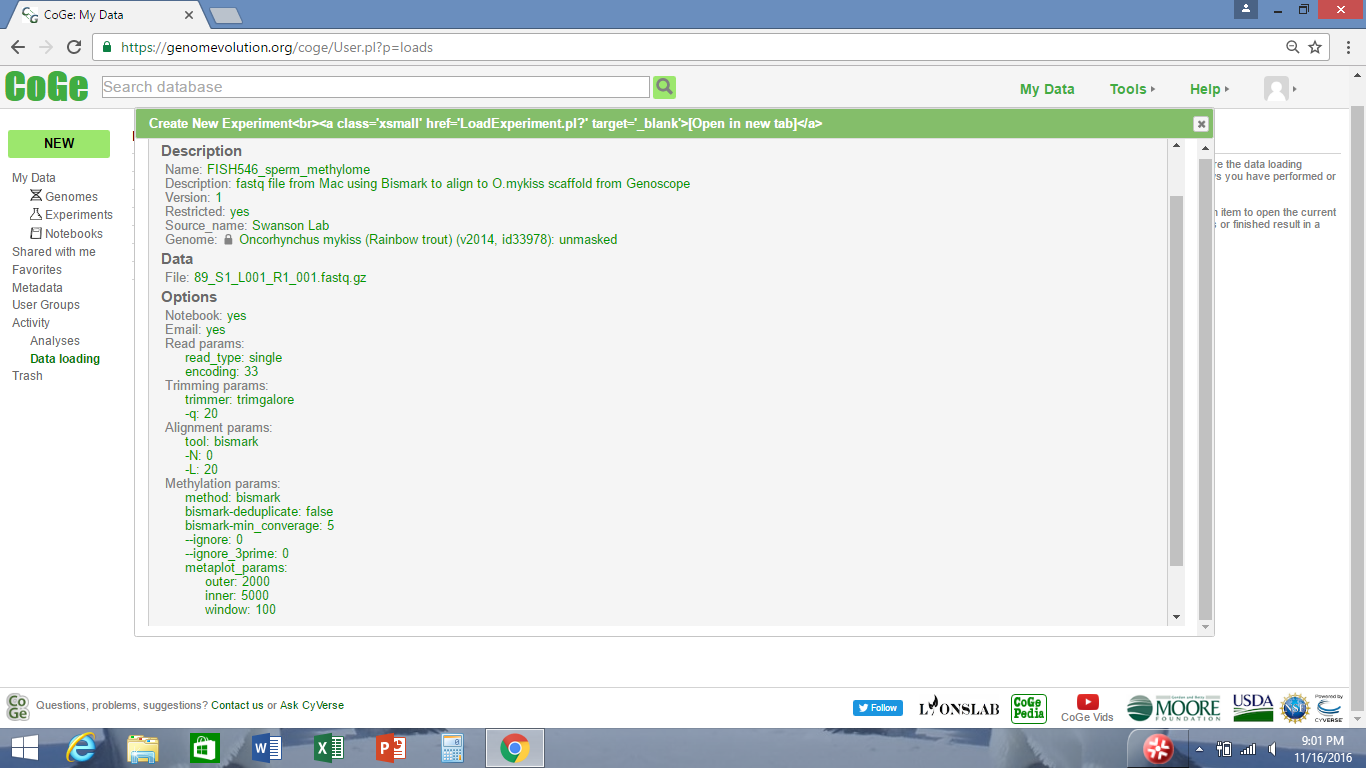 CoGe: My Data
https://genomevolution.org/coge/User.pl?p=loads
CoGe
Search database
My Data
Tools
Help
Create New Experiment<br><a class='xsmall' href='LoadExperiment.pl?' target='_blank'>[Open in new tab]</a>
NEW
My Data
Genomes
Experiments
Notebooks
Shared with me
Favorites
Metadata
User Groups
Activity
Analyses
Data loading
Trash
Description
Name: FISH546_sperm_methylome
Description: fastq file from Mac using Bismark to align to O.mykiss scaffold from Genoscope
Version: 1
Restricted: yes
Source_name: Swanson Lab
Genome: Oncorhynchus mykiss (Rainbow trout) (v2014, id33978): unmasked
Data
File: 89_S1_L001_R1_001.fastq.gz
Options
Notebook: yes
Email: yes
Read params:
read_type: single
encoding: 33
Trimming params:
trimmer: trimgalore
-q: 20
Alignment params:
tool: bismark
-N: 0
-L: 20
Methylation params:
method: bismark
bismark-deduplicate: false
bismark-min_converage: 5
--ignore: 0
--ignore_3prime: 0
metaplot_params:
outer: 2000
inner: 5000
window: 100
re the data loading
s you have performed or
item to open the current
or finished result in a
CoGe
Questions, problems, suggestions? Contact us or Ask CyVerse
Follow
LYONSLAB
CoGe Pedia
CoGe Vids
MOORE
FOUNDATION
USDA
NSF
Powered by
CYVERSE
9:01 PM
11/16/2016